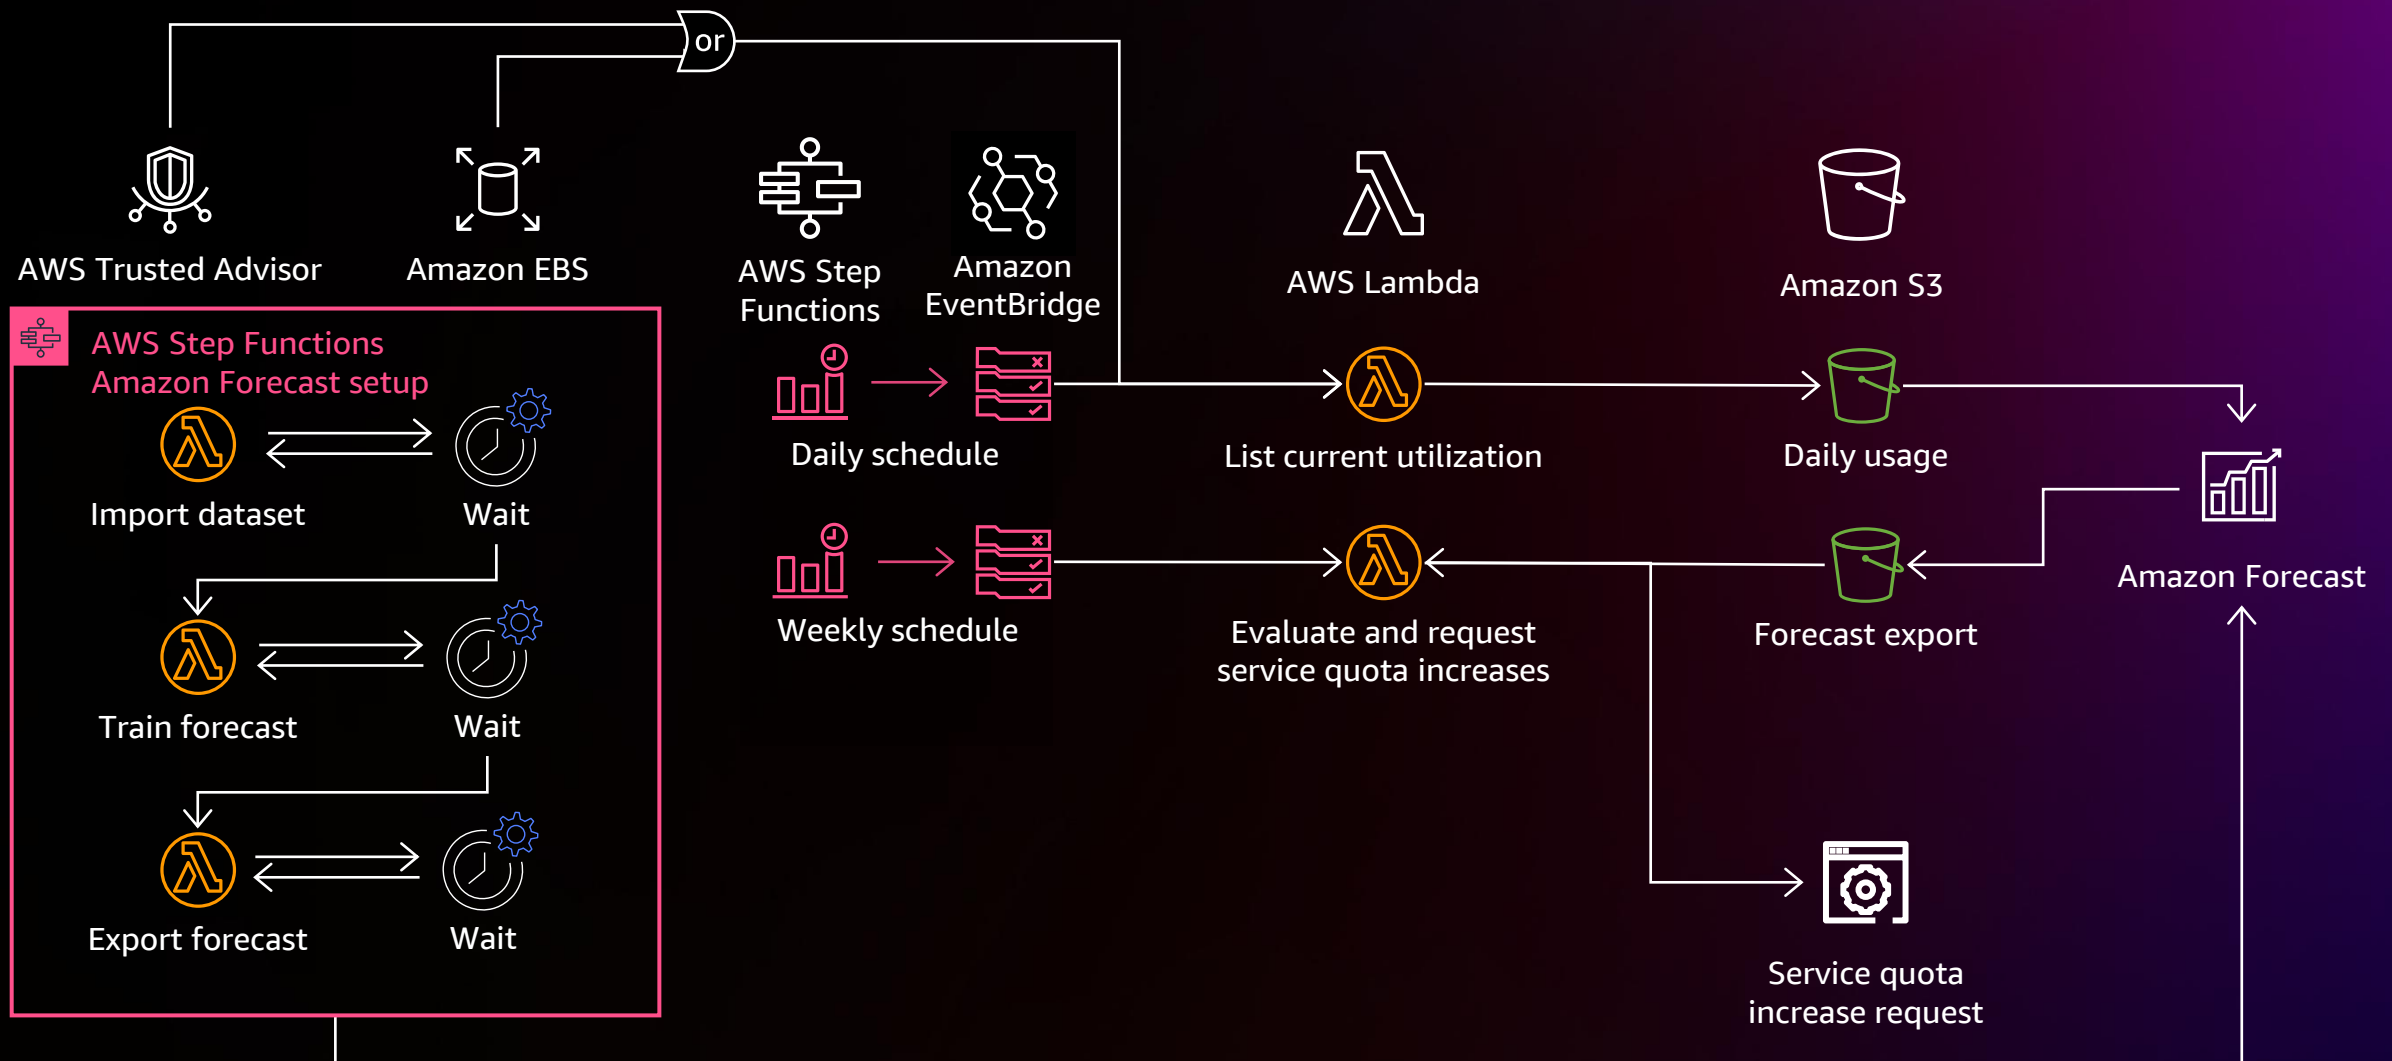 or
AWS Trusted Advisor
Amazon EBS
AWS Step
Functions
Amazon
EventBridge
AWS Lambda
Amazon S3
AWS Step Functions
Amazon Forecast setup
Import dataset
Wait
Train forecast
Wait
Export forecast
Wait
Daily schedule
List current utilization
Daily usage
Weekly schedule
Evaluate and request
service quota increases
Forecast export
Amazon Forecast
Service quota
increase request